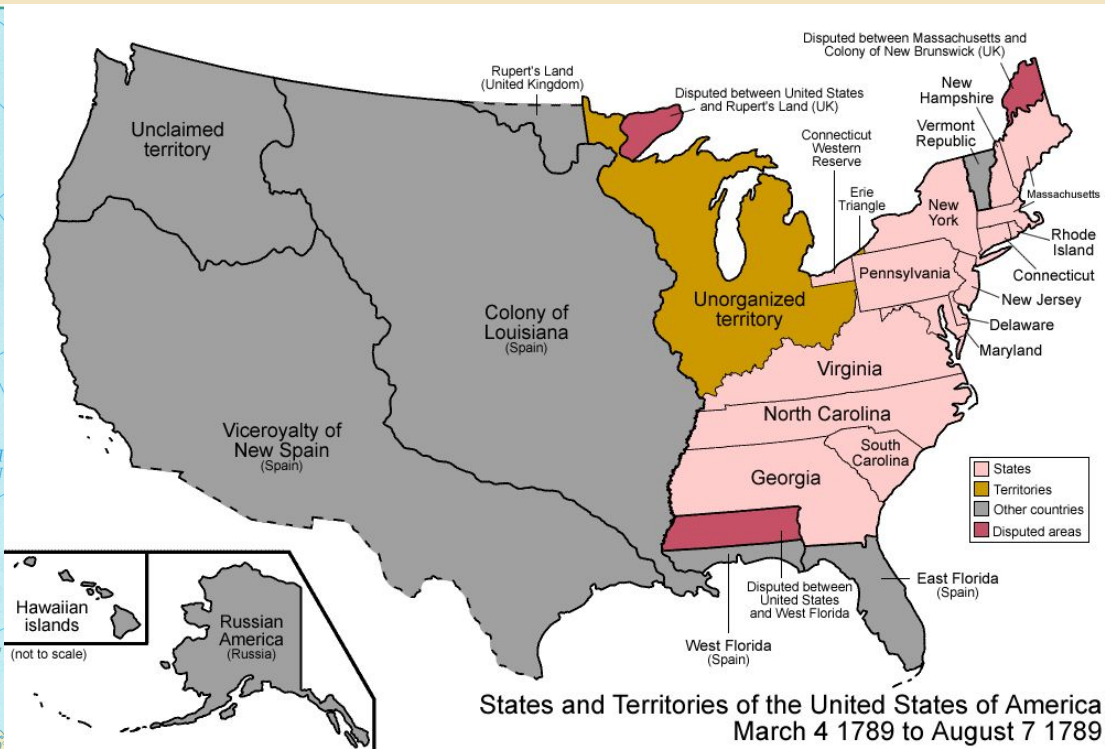 Disputed between Massachusetts and
Colony of New Brunswick (UK)
Rupert's Land
(United Kingdom)
Disputed between United States
and Rupert's Land (UK)
New
Hampshire
Vermont
Republic
Unclaimed
territory
Connecticut
Western
Reserve
Erie
Triangle
Massachusetts
New
York
Rhode
Island
Pennsylvania
Connecticut
New Jersey
Colony of
Louisiana
(Spain)
Unorganized
territory
Delaware
Maryland
Virginia
North Carolina
Viceroyalty of
New Spain
(Spain)
South
Carolina
Georgia
States
Territories
Other countries
Disputed areas
East Florida
(Spain)
Disputed between
United States
and West Florida
West Florida
(Spain)
Hawaiian
islands
(not to scale)
Russian
America
(Russia)
States and Territories of the United States of America
March 4 1789 to August 7 1789